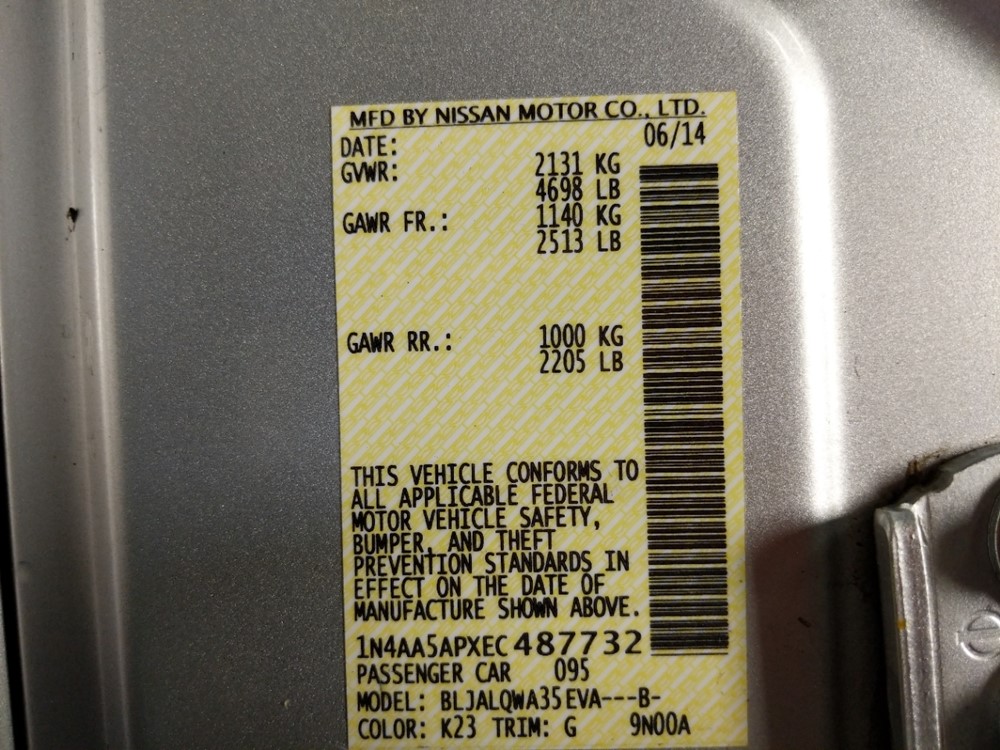 MFD BY NISSAN MOTOR CO., LTD.
DATE: 06/14
GVWR: 2131 KG
4698 LB
GAWR FR.: 1140 KG
2513 LB
GAWR RR.: 1000 KG
2205 LB
THIS VEHICLE CONFORMS TO
ALL APPLICABLE FEDERAL
MOTOR VEHICLE SAFETY,
BUMPER, AND THEFT
PREVENTION STANDARDS IN
EFFECT ON THE DATE OF
MANUFACTURE SHOWN ABOVE.
1N4AA5APXEC487732
PASSENGER CAR 095
MODEL: BLJALQWA35EVA---B-
COLOR: K23 TRIM: G 9N00A